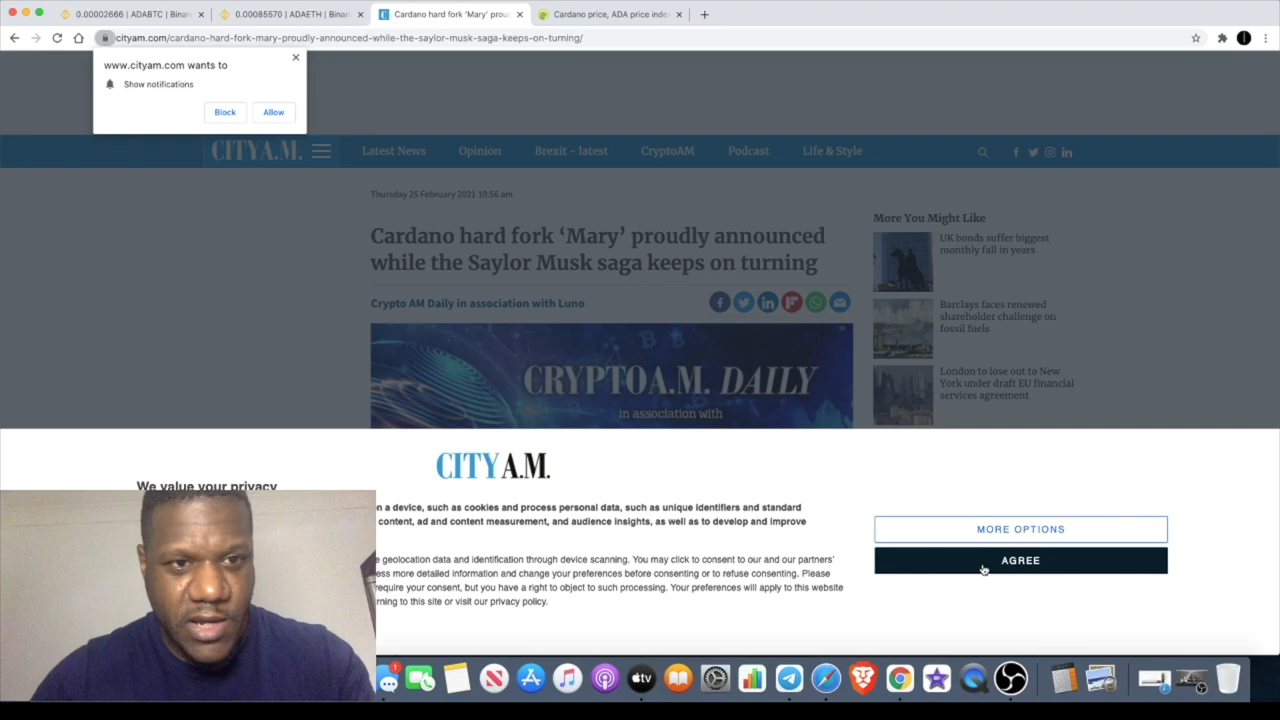 0.00002666 | ADABTC | Binan
0.00085570 | ADAETH | Binan
Cardano hard fork 'Mary' prou
Cardano price, ADA price inde
cityam.com/cardano-hard-fork-mary-proudly-announced-while-the-saylor-musk-saga-keeps-on-turning/
www.cityam.com wants to
Show notifications
Block
Allow
CITYA.M.
Latest News
Opinion
Brexit – latest
CryptoAM
Podcast
Life & Style
Thursday 25 February 2021 10:56 am
Cardano hard fork ‘Mary’ proudly announced
while the Saylor Musk saga keeps on turning
Crypto AM Daily in association with Luno
CRYPTOA.M. DAILY
in association with
More You Might Like
UK bonds suffer biggest
monthly fall in years
Barclays faces renewed
shareholder challenge on
fossil fuels
London to lose out to New
York under draft EU financial
services agreement
CITYA.M.
We value your privacy
n a device, such as cookies and process personal data, such as unique identifiers and standard
content, ad and content measurement, and audience insights, as well as to develop and improve
e geolocation data and identification through device scanning. You may click to consent to our and our partners'
ess more detailed information and change your preferences before consenting or to refuse consenting. Please
require your consent, but you have a right to object to such processing. Your preferences will apply to this website
rning to this site or visit our privacy policy.
MORE OPTIONS
AGREE
1
tv